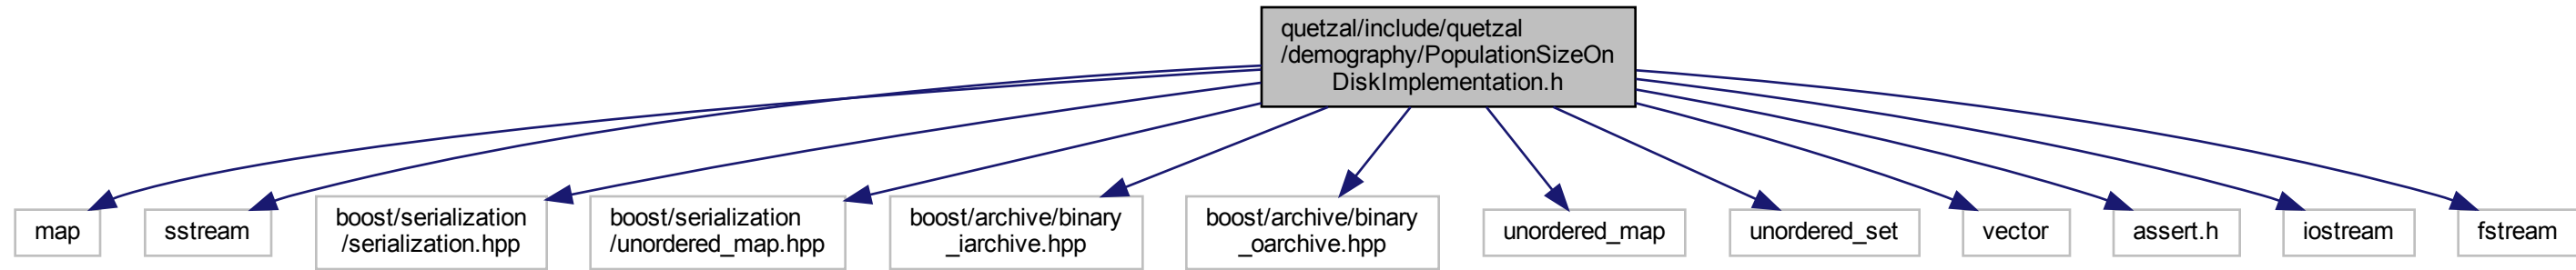 quetzal/include/quetzal
/demography/PopulationSizeOn
DiskImplementation.h
map
sstream
boost/serialization
/serialization.hpp
boost/serialization
/unordered_map.hpp
boost/archive/binary
_iarchive.hpp
boost/archive/binary
_oarchive.hpp
unordered_map
unordered_set
vector
assert.h
iostream
fstream